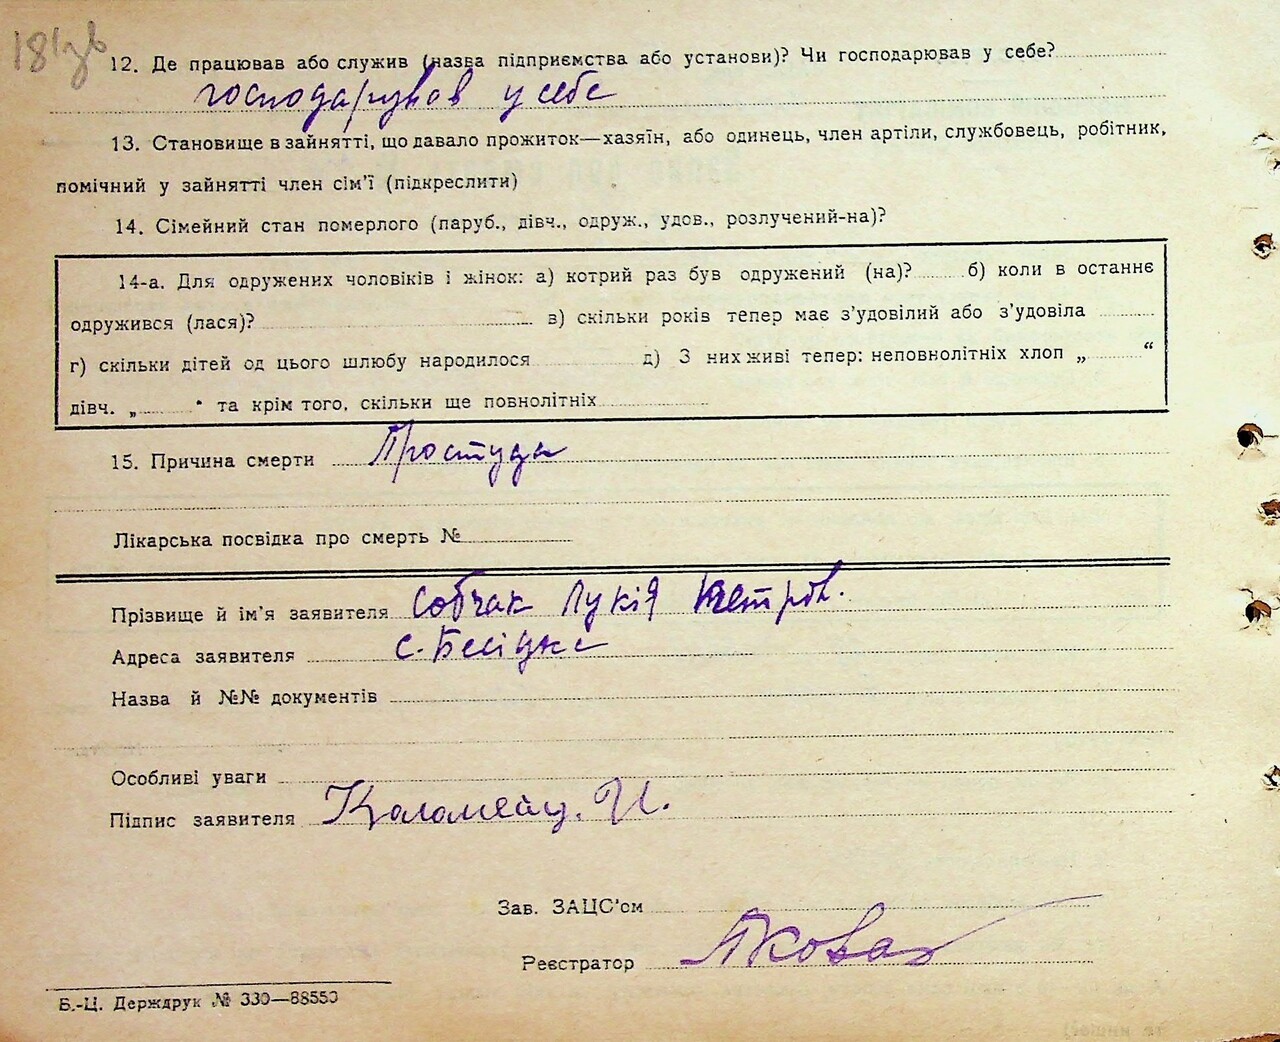 181зв
12. Де працював або служив (назва підприємства або установи)? Чи господарював у себе?
господарував у себе
13. Становище в зайнятті, що давало прожиток—хазяїн, або одинець, член артіли, службовець, робітник,
помічний у зайнятті член сім'ї (підкреслити)
14. Сімейний стан померлого (паруб., дівч., одруж., удов., розлучений-на)?
14-а. Для одружених чоловіків і жінок: а) котрий раз був одружений (на)? б) коли в останнє
одружився (лася)? в) скільки років тепер має з'удовілий або з'удовіла
г) скільки дітей од цього шлюбу народилося д) З них живі тепер: неповнолітніх хлоп „ “
дівч. „ “ та крім того, скільки ще повнолітніх
15. Причина смерти Простуда
Лікарська посвідка про смерть №
Прізвище й ім'я заявителя Собчак Лукія Петров.
Адреса заявителя с.
Назва й №№ документів
Особливі уваги
Підпис заявителя Коломієць. И.
Зав. ЗАЦС'ом
Реєстратор
Б.-Ц. Держдрук № 330—88550